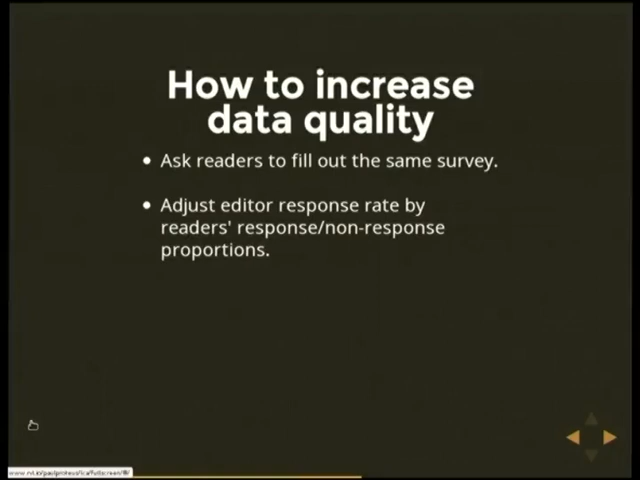 How to increase
data quality
• Ask readers to fill out the same survey.
• Adjust editor response rate by
readers' response/non-response
proportions.